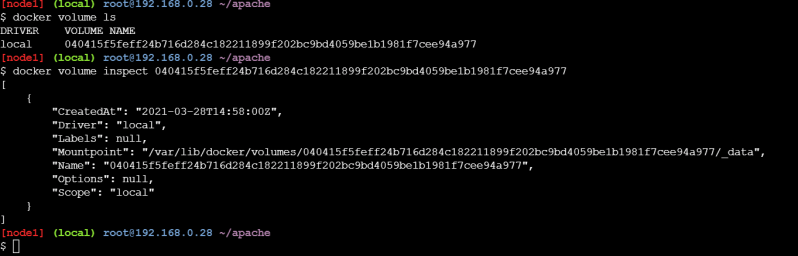 [node1] (local) root@192.168.0.28 ~/apache
$ docker volume ls
DRIVER    VOLUME NAME
local     040415f5feff24b716d284c182211899f202bc9bd4059be1b1981f7cee94a977
[node1] (local) root@192.168.0.28 ~/apache
$ docker volume inspect 040415f5feff24b716d284c182211899f202bc9bd4059be1b1981f7cee94a977
[
    {
        "CreatedAt": "2021-03-28T14:58:00Z",
        "Driver": "local",
        "Labels": null,
        "Mountpoint": "/var/lib/docker/volumes/040415f5feff24b716d284c182211899f202bc9bd4059be1b1981f7cee94a977/_data",
        "Name": "040415f5feff24b716d284c182211899f202bc9bd4059be1b1981f7cee94a977",
        "Options": null,
        "Scope": "local"
    }
]
[node1] (local) root@192.168.0.28 ~/apache
$